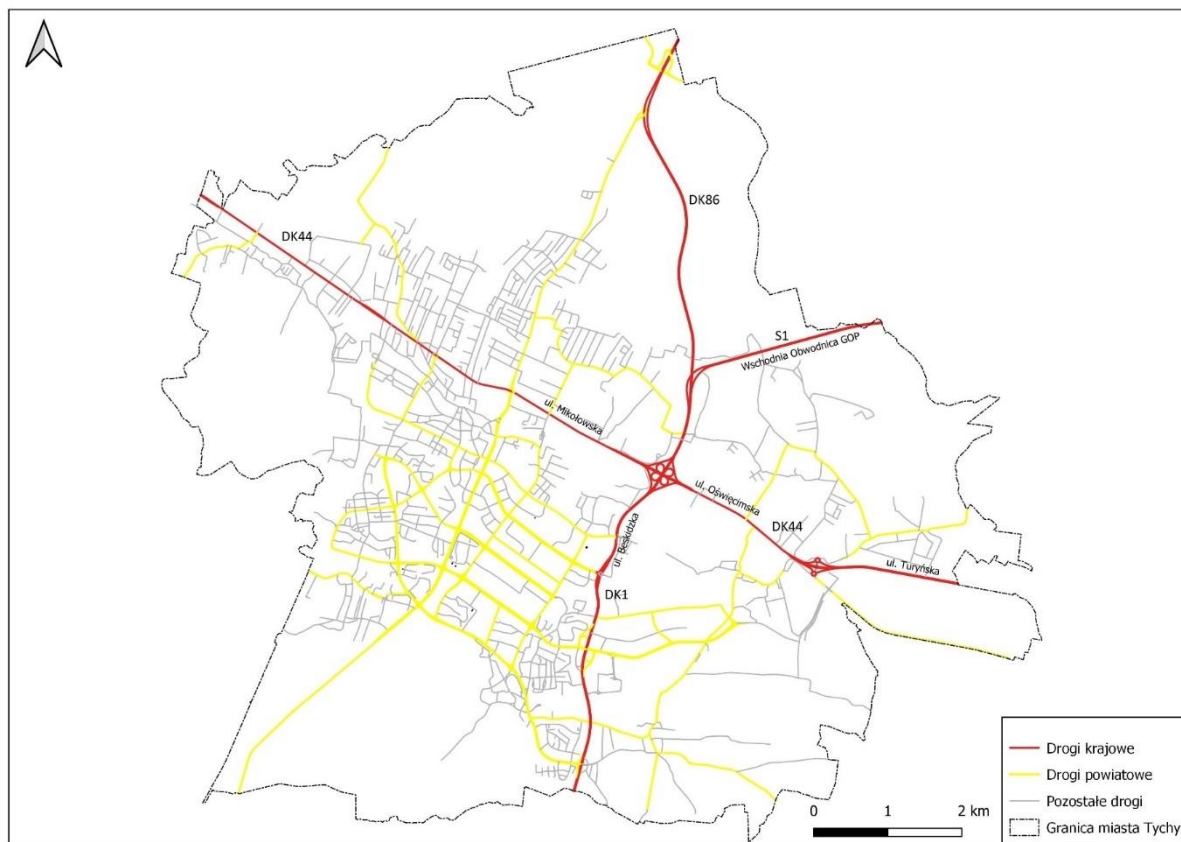 DK86
DK44
S1
Wschodnia Obwodnica GOP
ul. Mikołowska
ul. Oświęcimska
DK44
ul. Beskidzka
ul. Turyńska
DK1
Drogi krajowe
Drogi powiatowe
Pozostałe drogi
Granica miasta Tychy
0 1 2 km